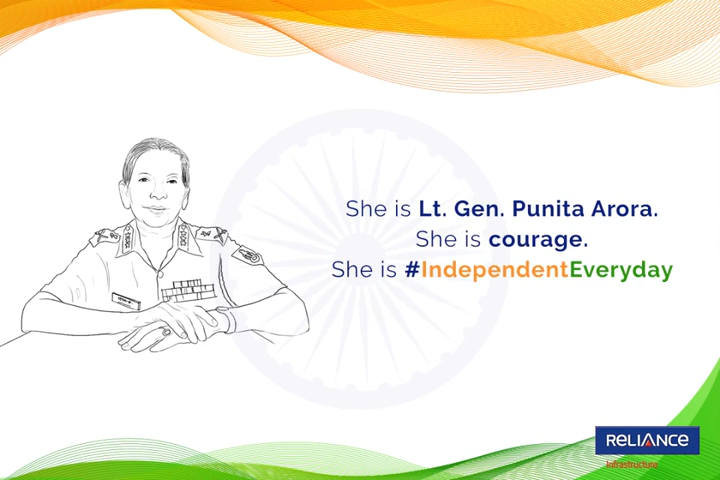 She is Lt. Gen. Punita Arora.
She is courage.
She is #IndependentEveryday
RELIANCE
Infrastructure